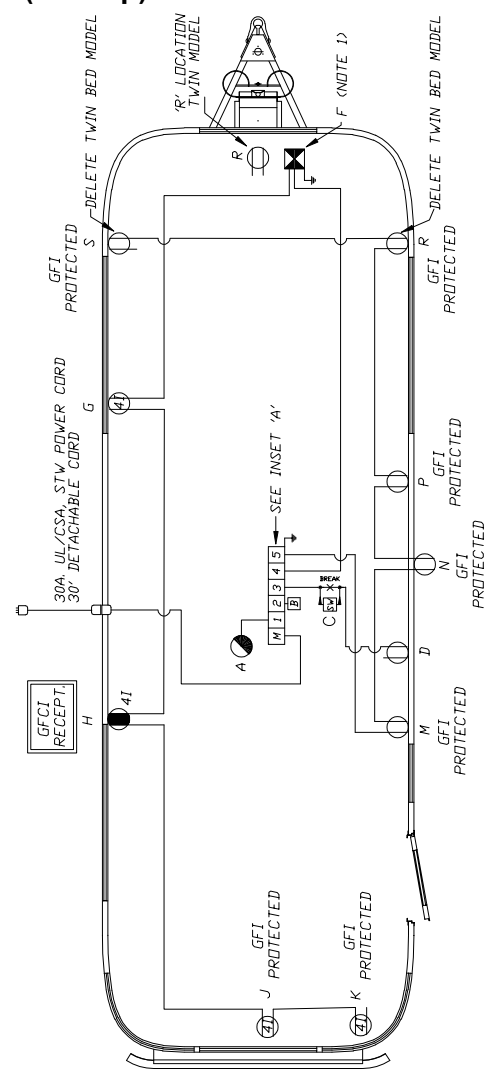 DELETE TWIN BED MODEL
S
GFI
PROTECTED
'R' LOCATION
TWIN MODEL
R
F (NOTE 1)
DELETE TWIN BED MODEL
R
GFI
PROTECTED
G
41
30A. UL/CSA, STW POWER CORD
30' DETACHABLE CORD
SEE INSET 'A'
M 1 2 3 4 5
A
B
BREAK
X
C
SW
P
GFI
PROTECTED
N
GFI
PROTECTED
D
M
GFI
PROTECTED
GFCI
RECEPT.
H
41
J
41
GFI
PROTECTED
K
41
GFI
PROTECTED